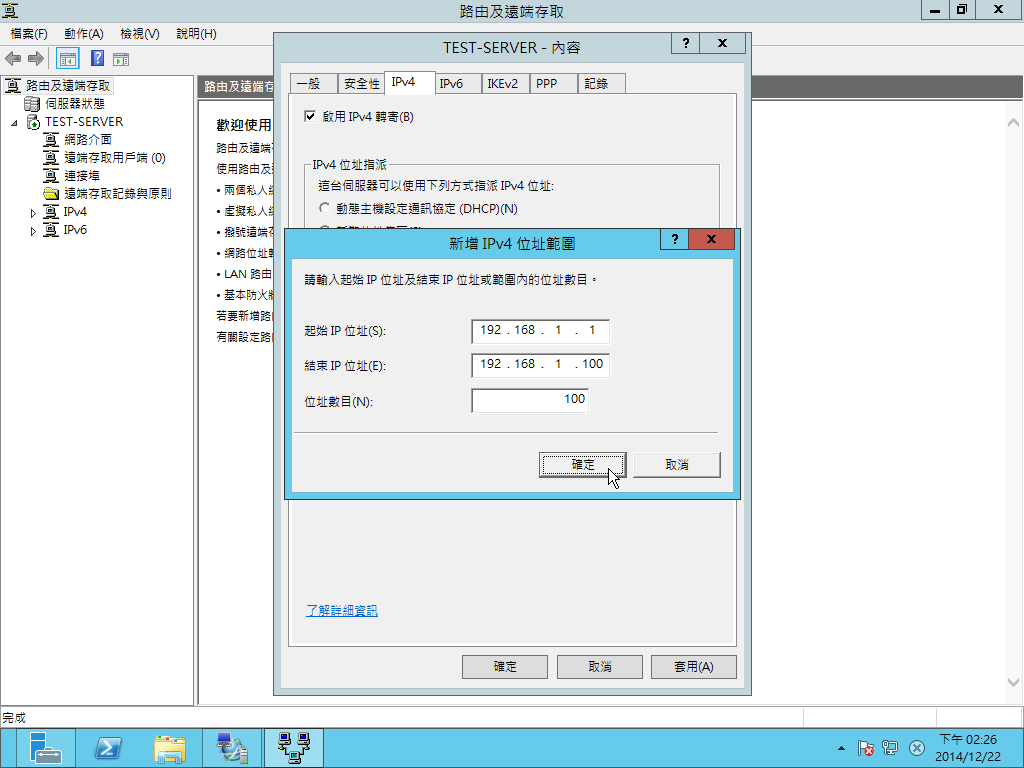 路由及遠端存取
檔案(F) 動作(A) 檢視(V) 說明(H)
路由及遠端存取
伺服器狀態
TEST-SERVER
網路介面
遠端存取用戶端 (0)
連接埠
遠端存取記錄與原則
IPv4
IPv6
路由及遠端存
歡迎使用
路由及遠端
使用路由及
• 兩個私人
• 虛擬私人
• 撥號遠端存
• 網路位址
• LAN 路由
• 基本防火
若要新增路
有關設定路
TEST-SERVER - 內容
? X
一般 安全性 IPv4 IPv6 IKEv2 PPP 記錄
啟用 IPv4 轉寄(B)
IPv4 位址指派
這台伺服器可以使用下列方式指派 IPv4 位址:
動態主機設定通訊協定 (DHCP)(N)
新增 IPv4 位址範圍
? X
請輸入起始 IP 位址及結束 IP 位址或範圍內的位址數目。
起始 IP 位址(S): 192 . 168 . 1 . 1
結束 IP 位址(E): 192 . 168 . 1 . 100
位址數目(N): 100
確定 取消
了解詳細資訊
確定 取消 套用(A)
完成
下午 02:26
2014/12/22